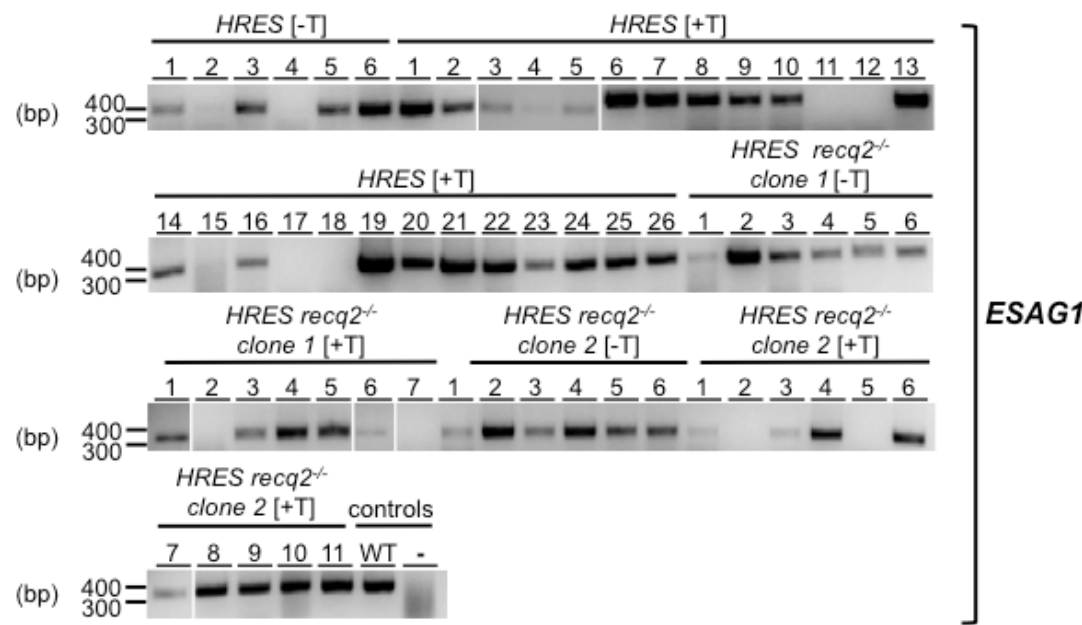 HRES [-T] HRES [+T]
1 2 3 4 5 6 1 2 3 4 5 6 7 8 9 10 11 12 13
(bp) 400
300
HRES recq2-/-
HRES [+T] clone 1 [-T]
14 15 16 17 18 19 20 21 22 23 24 25 26 1 2 3 4 5 6
(bp) 400
300
ESAG1
HRES recq2-/- HRES recq2-/- HRES recq2-/-
clone 1 [+T] clone 2 [-T] clone 2 [+T]
1 2 3 4 5 6 7 1 2 3 4 5 6 1 2 3 4 5 6
(bp) 400
300
HRES recq2-/-
clone 2 [+T] controls
7 8 9 10 11 WT -
(bp) 400
300